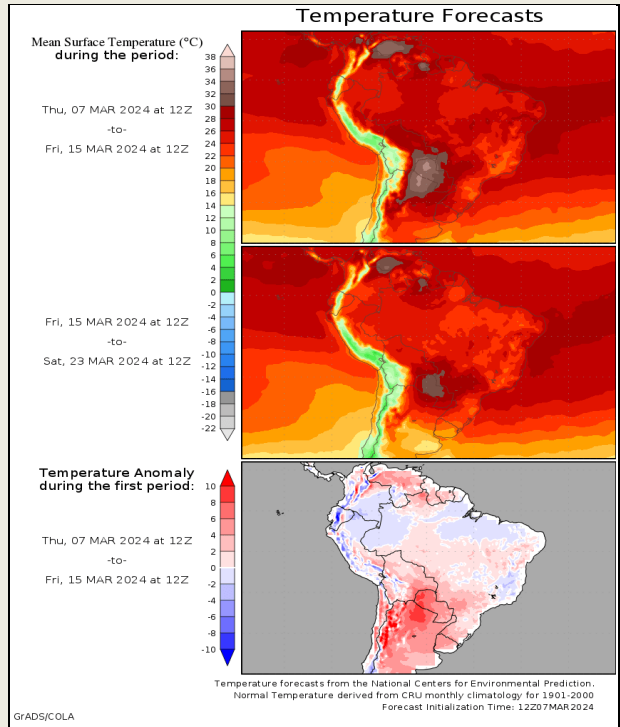 Temperature Forecasts
Mean Surface Temperature (°C)
during the period:
Thu, 07 MAR 2024 at 12Z
-to-
Fri, 15 MAR 2024 at 12Z
38
36
34
32
30
28
26
24
22
20
18
16
14
12
10
8
6
4
2
0
-2
-4
-6
-8
-10
-12
-14
-16
-17
-18
-20
-22
Fri, 15 MAR 2024 at 12Z
-to-
Sat, 23 MAR 2024 at 12Z
Temperature Anomaly
during the first period:
Thu, 07 MAR 2024 at 12Z
-to-
Fri, 15 MAR 2024 at 12Z
10
8
6
4
2
0
-2
-4
-6
-8
-10
Temperature forecasts from the National Centers for Environmental Prediction.
Normal Temperature derived from CRU monthly climatology for 1901-2000
Forecast Initialization Time: 12Z07MAR2024
GrADS/COLA